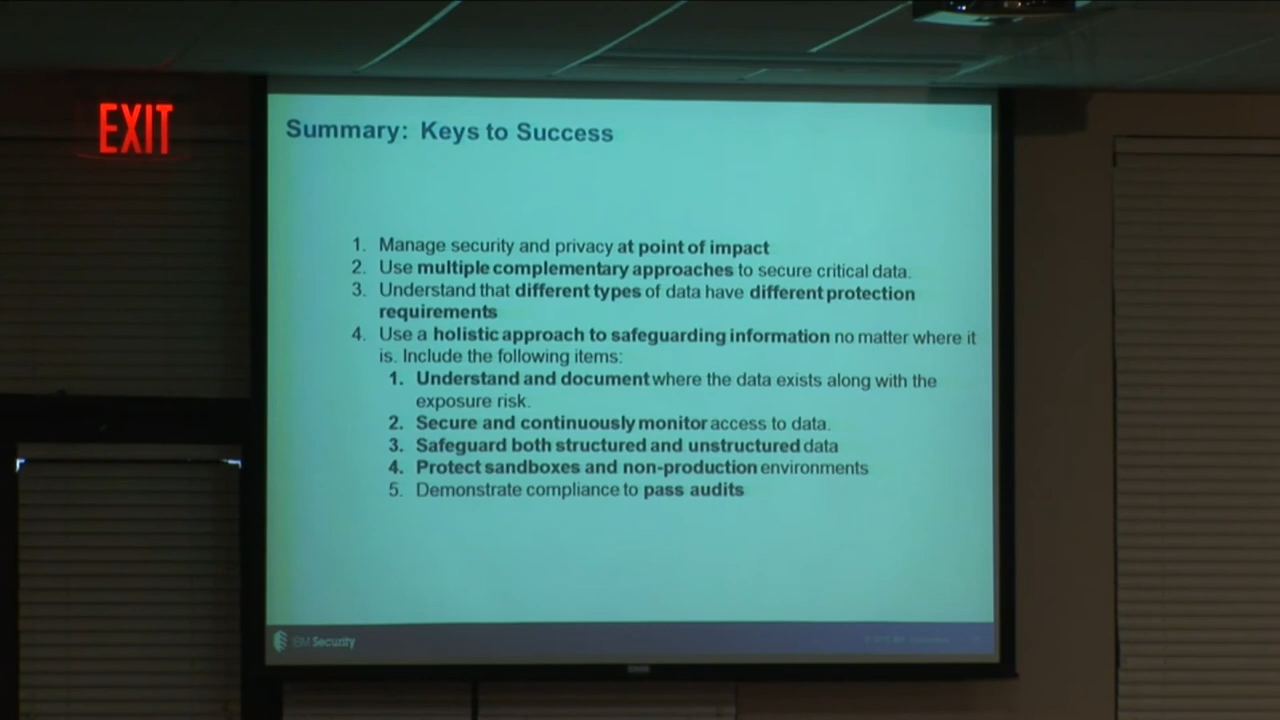 EXIT
Summary: Keys to Success
1. Manage security and privacy at point of impact
2. Use multiple complementary approaches to secure critical data.
3. Understand that different types of data have different protection
requirements
4. Use a holistic approach to safeguarding information no matter where it
is. Include the following items:
1. Understand and document where the data exists along with the
exposure risk.
2. Secure and continuously monitor access to data.
3. Safeguard both structured and unstructured data
4. Protect sandboxes and non-production environments
5. Demonstrate compliance to pass audits
IBM Security